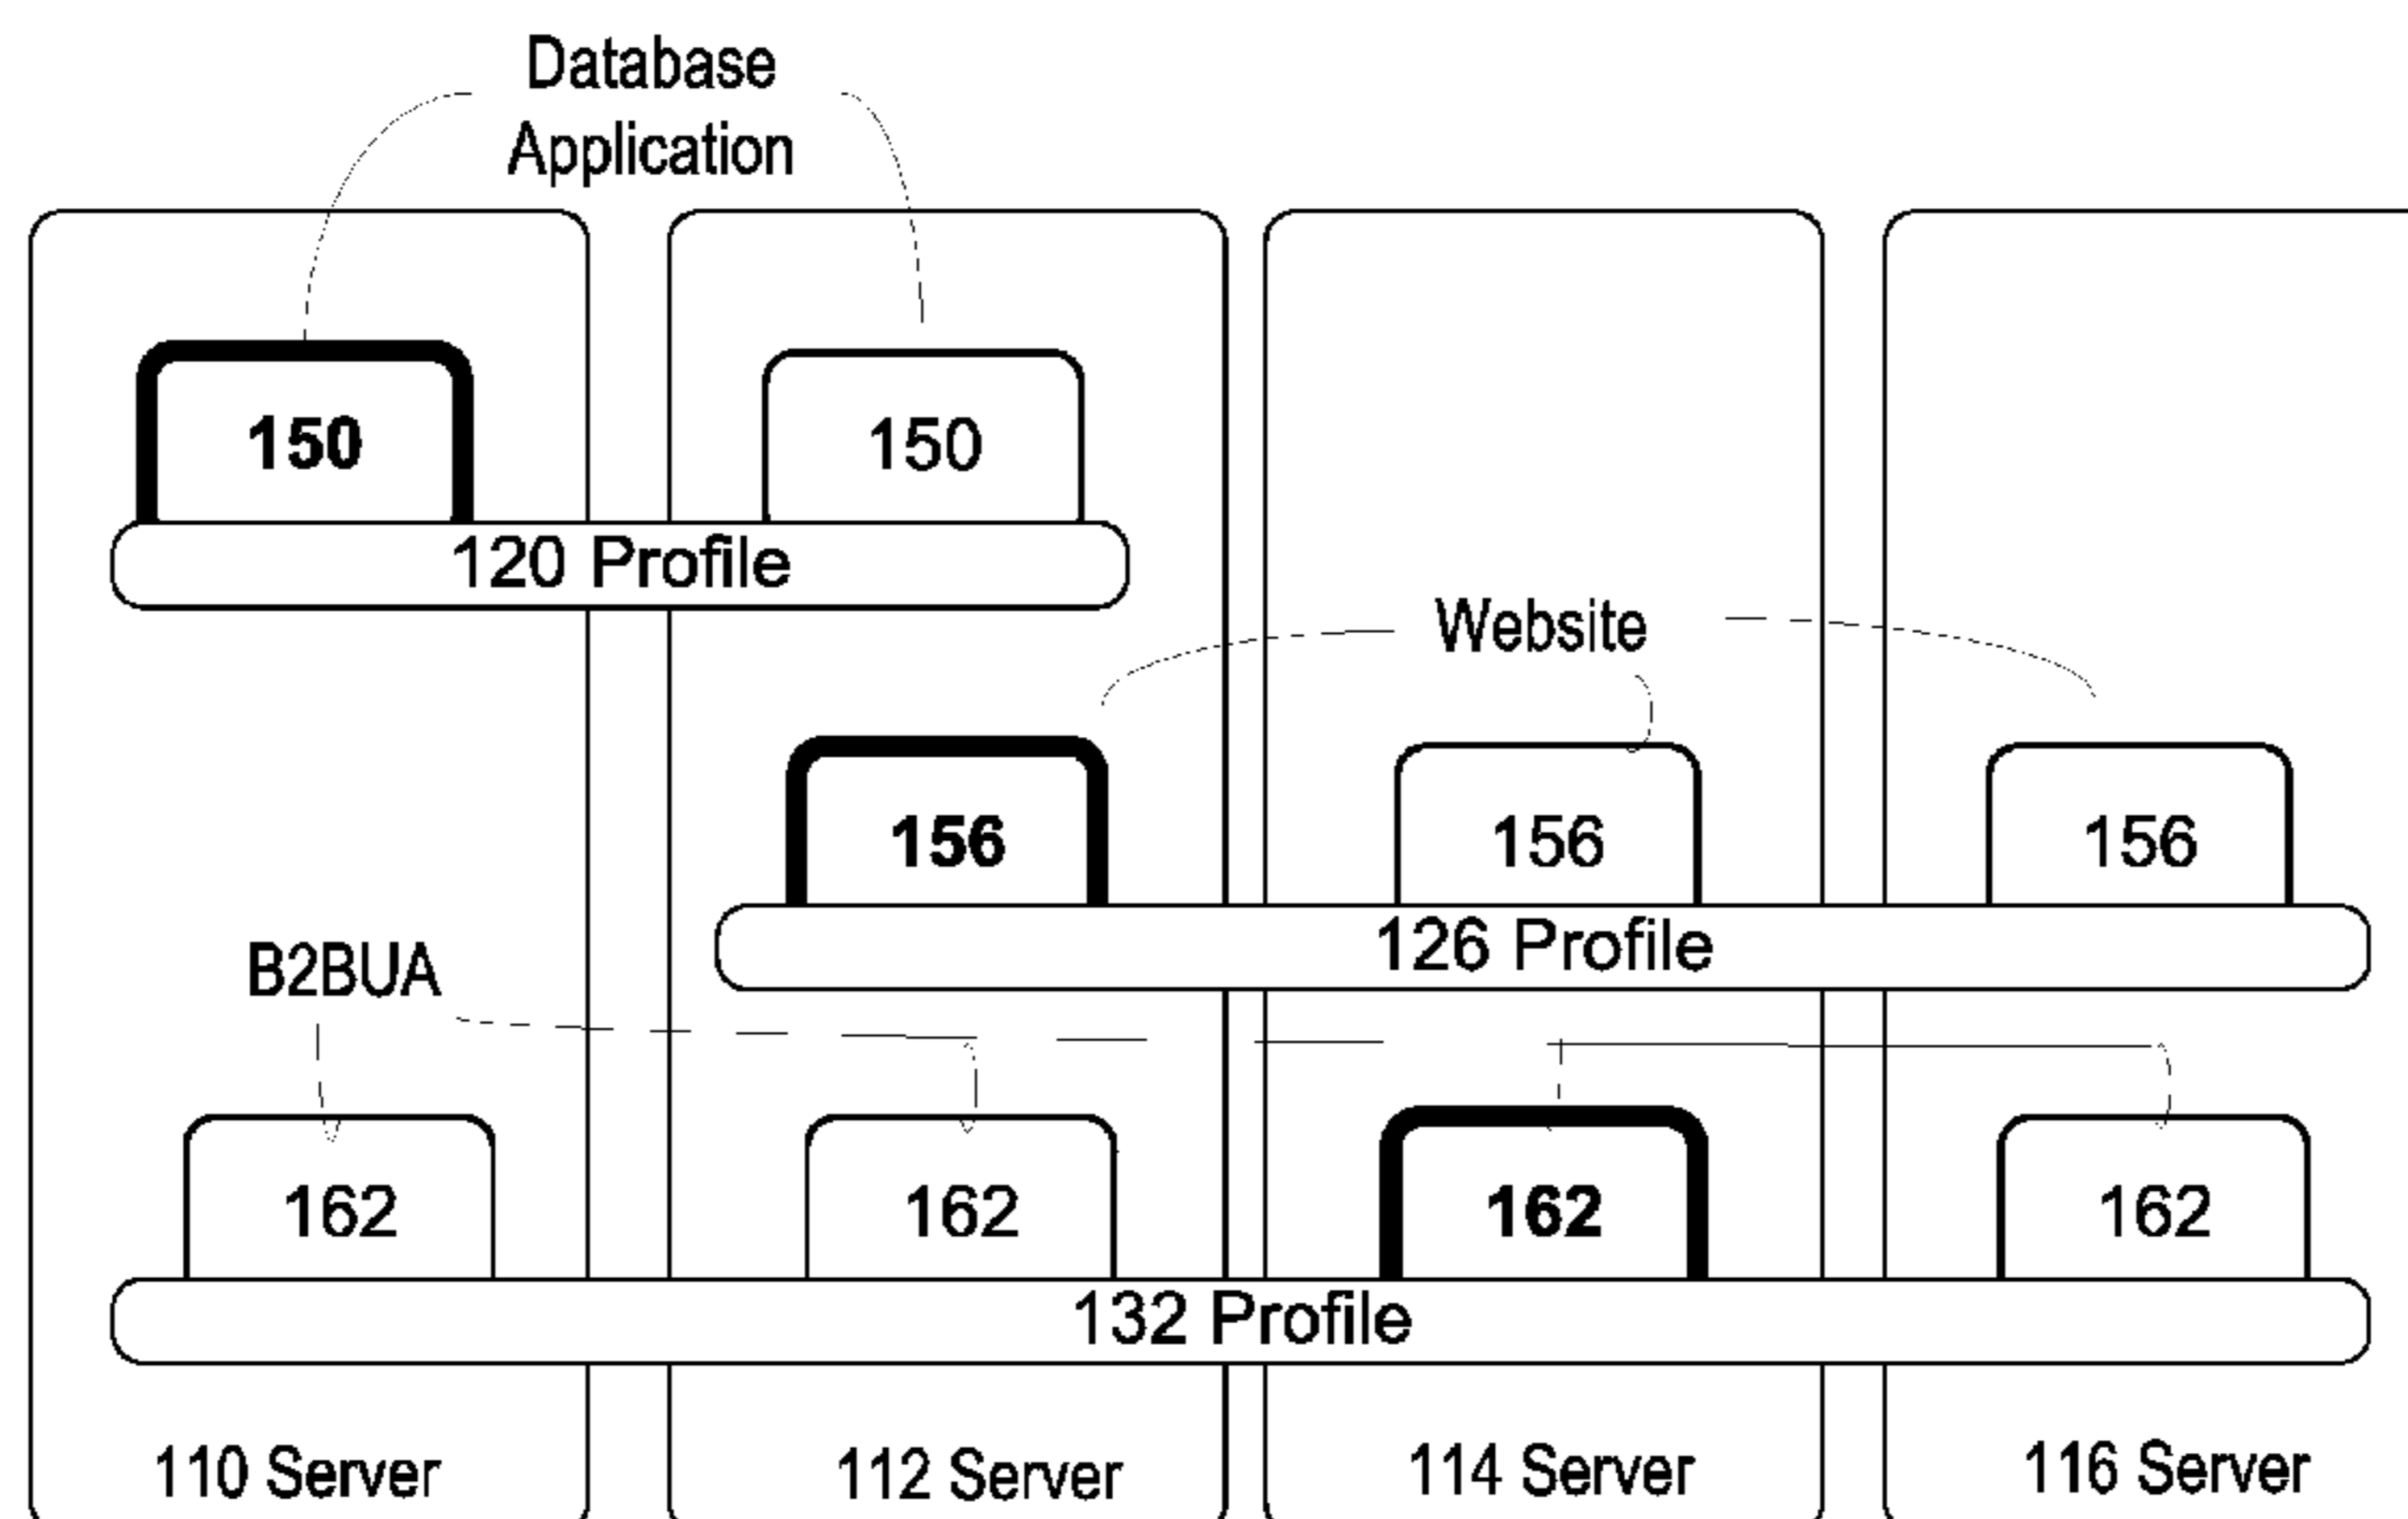 Database
Application
150
150
120 Profile
Website
156
156
156
126 Profile
B2BUA
162
162
162
162
132 Profile
110 Server
112 Server
114 Server
116 Server